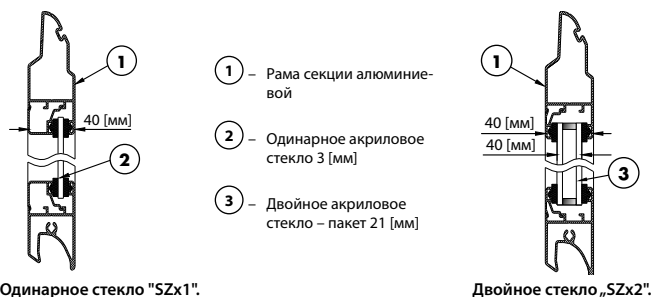 1
40 [мм]
2
Одинарное стекло "SZx1".
1 – Рама секции алюминие-
вой
2 – Одинарное акриловое
стекло 3 [мм]
3 – Двойное акриловое
стекло – пакет 21 [мм]
1
40 [мм]
40 [мм]
3
Двойное стекло „SZx2".